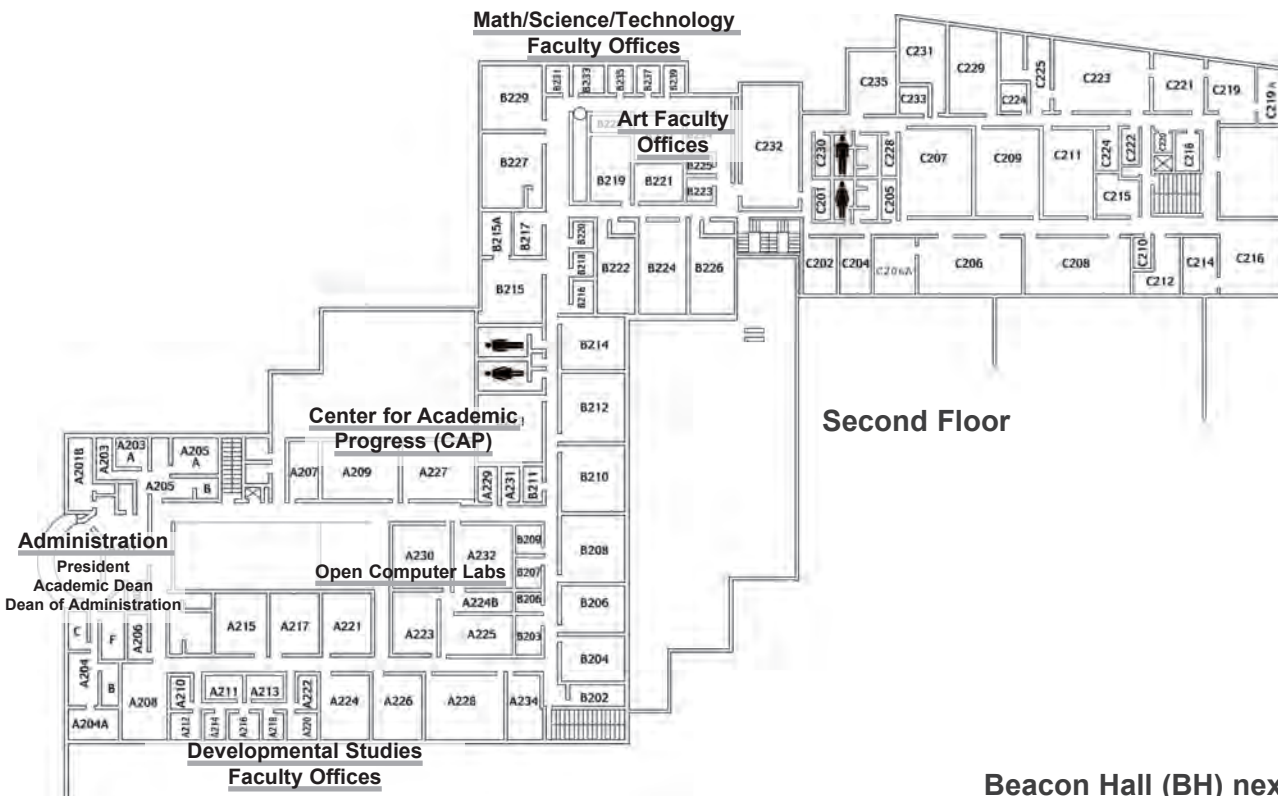 Math/Science/Technology
Faculty Offices
B231
B233
B235
B237
B239
B229
Art Faculty
Offices
B227
B219
B221
B225
B223
B215A
B217
B220
B218
B216
B222
B224
B226
B215
B214
B212
B210
B208
B206
B204
B202
C232
C235
C231
C233
C229
C224
C225
C223
C221
C219
C219 A
C230
C228
C201
C205
C207
C209
C211
C224
C222
C220
C218
C215
C202
C204
C206A
C206
C208
C210
C212
C214
C216
Second Floor
Center for Academic
Progress (CAP)
A201B
A203
A203
A
A205
A
A205
B
A207
A209
A227
A229
A231
B211
Administration
President
Academic Dean
Dean of Administration
A230
A232
B209
B207
Open Computer Labs
A224B
B206
A215
A217
A221
A223
A225
B203
C
F
A206
A204
B
A204A
A208
A210
A211
A213
A222
A212
A214
A216
A218
A220
A224
A226
A228
A234
Developmental Studies
Faculty Offices
Beacon Hall (BH) nex